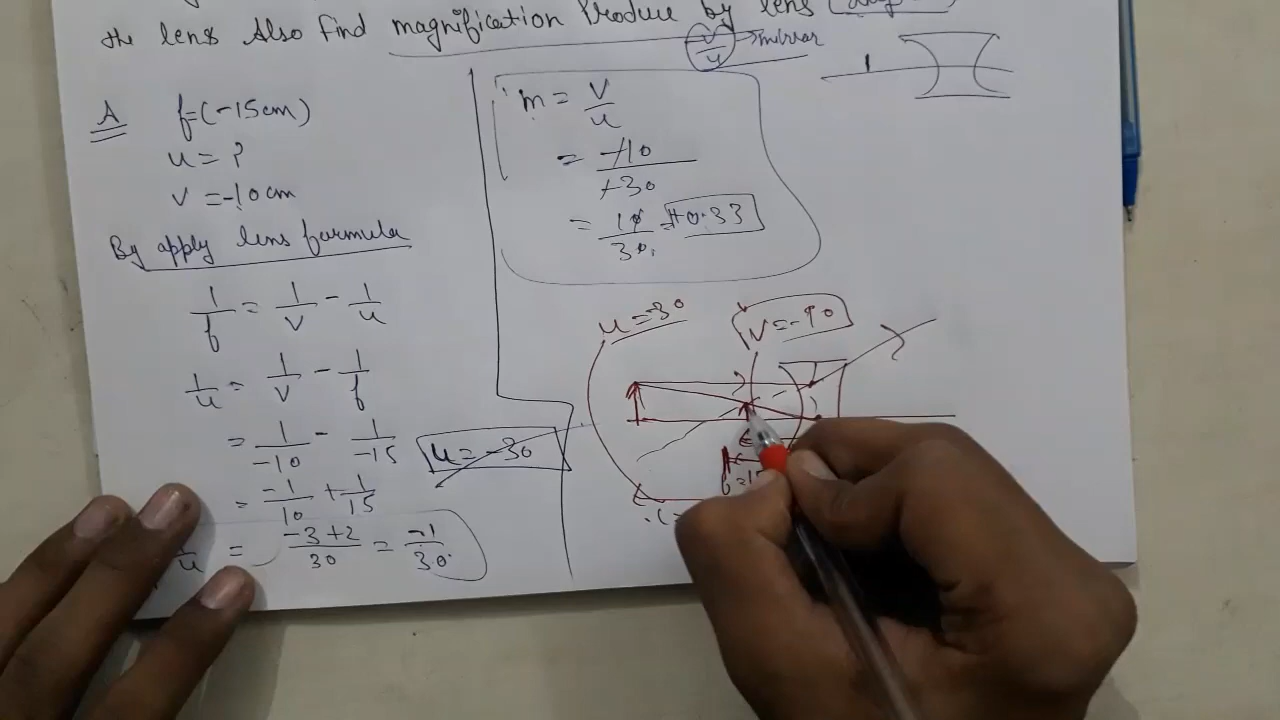 the lens Also find magnification Produce by lens
v/u → mirror
A f=(-15cm)
u = ?
v = -10cm
By apply lens formula
1/f = 1/v - 1/u
1/u = 1/v - 1/f
= 1/-10 - 1/-15
= -1/10 + 1/15
1/u = -3+2/30 = -1/30
u = -30
m = v/u
= -10/-30
= 10/30 = +0.33
u = -30
v = -10